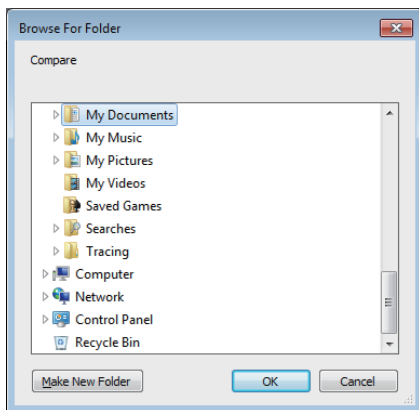 Browse For Folder
Compare
My Documents
My Music
My Pictures
My Videos
Saved Games
Searches
Tracing
Computer
Network
Control Panel
Recycle Bin
Make New Folder
OK
Cancel